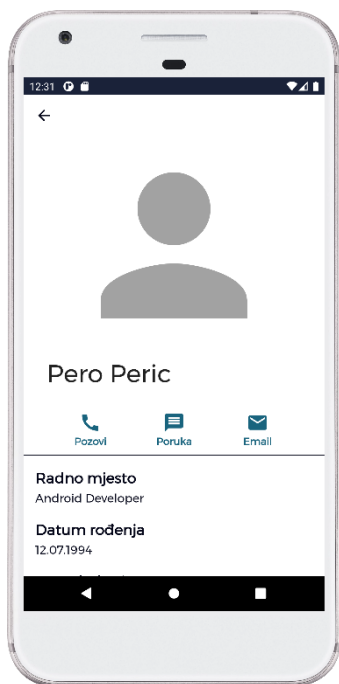 12:31
Pero Peric
Pozovi Poruka Email
Radno mjesto
Android Developer
Datum rođenja
12.07.1994